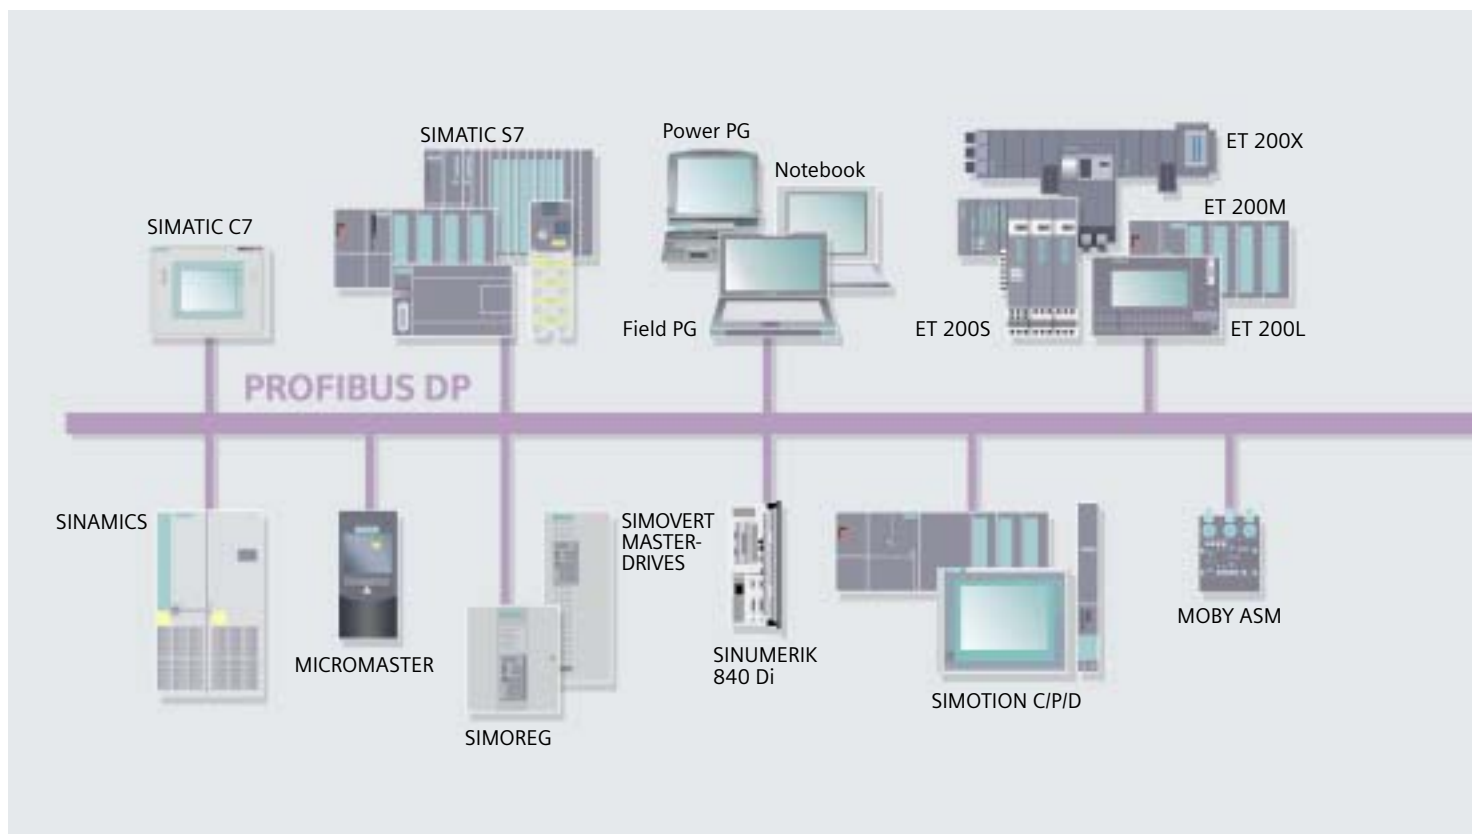 SIMATIC S7
Power PG
Notebook
ET 200X
SIMATIC C7
ET 200M
Field PG
ET 200S
ET 200L
PROFIBUS DP
SINAMICS
SIMOVERT
MASTER-
DRIVES
MICROMASTER
SIMOREG
SINUMERIK
840 Di
SIMOTION C/P/D
MOBY ASM